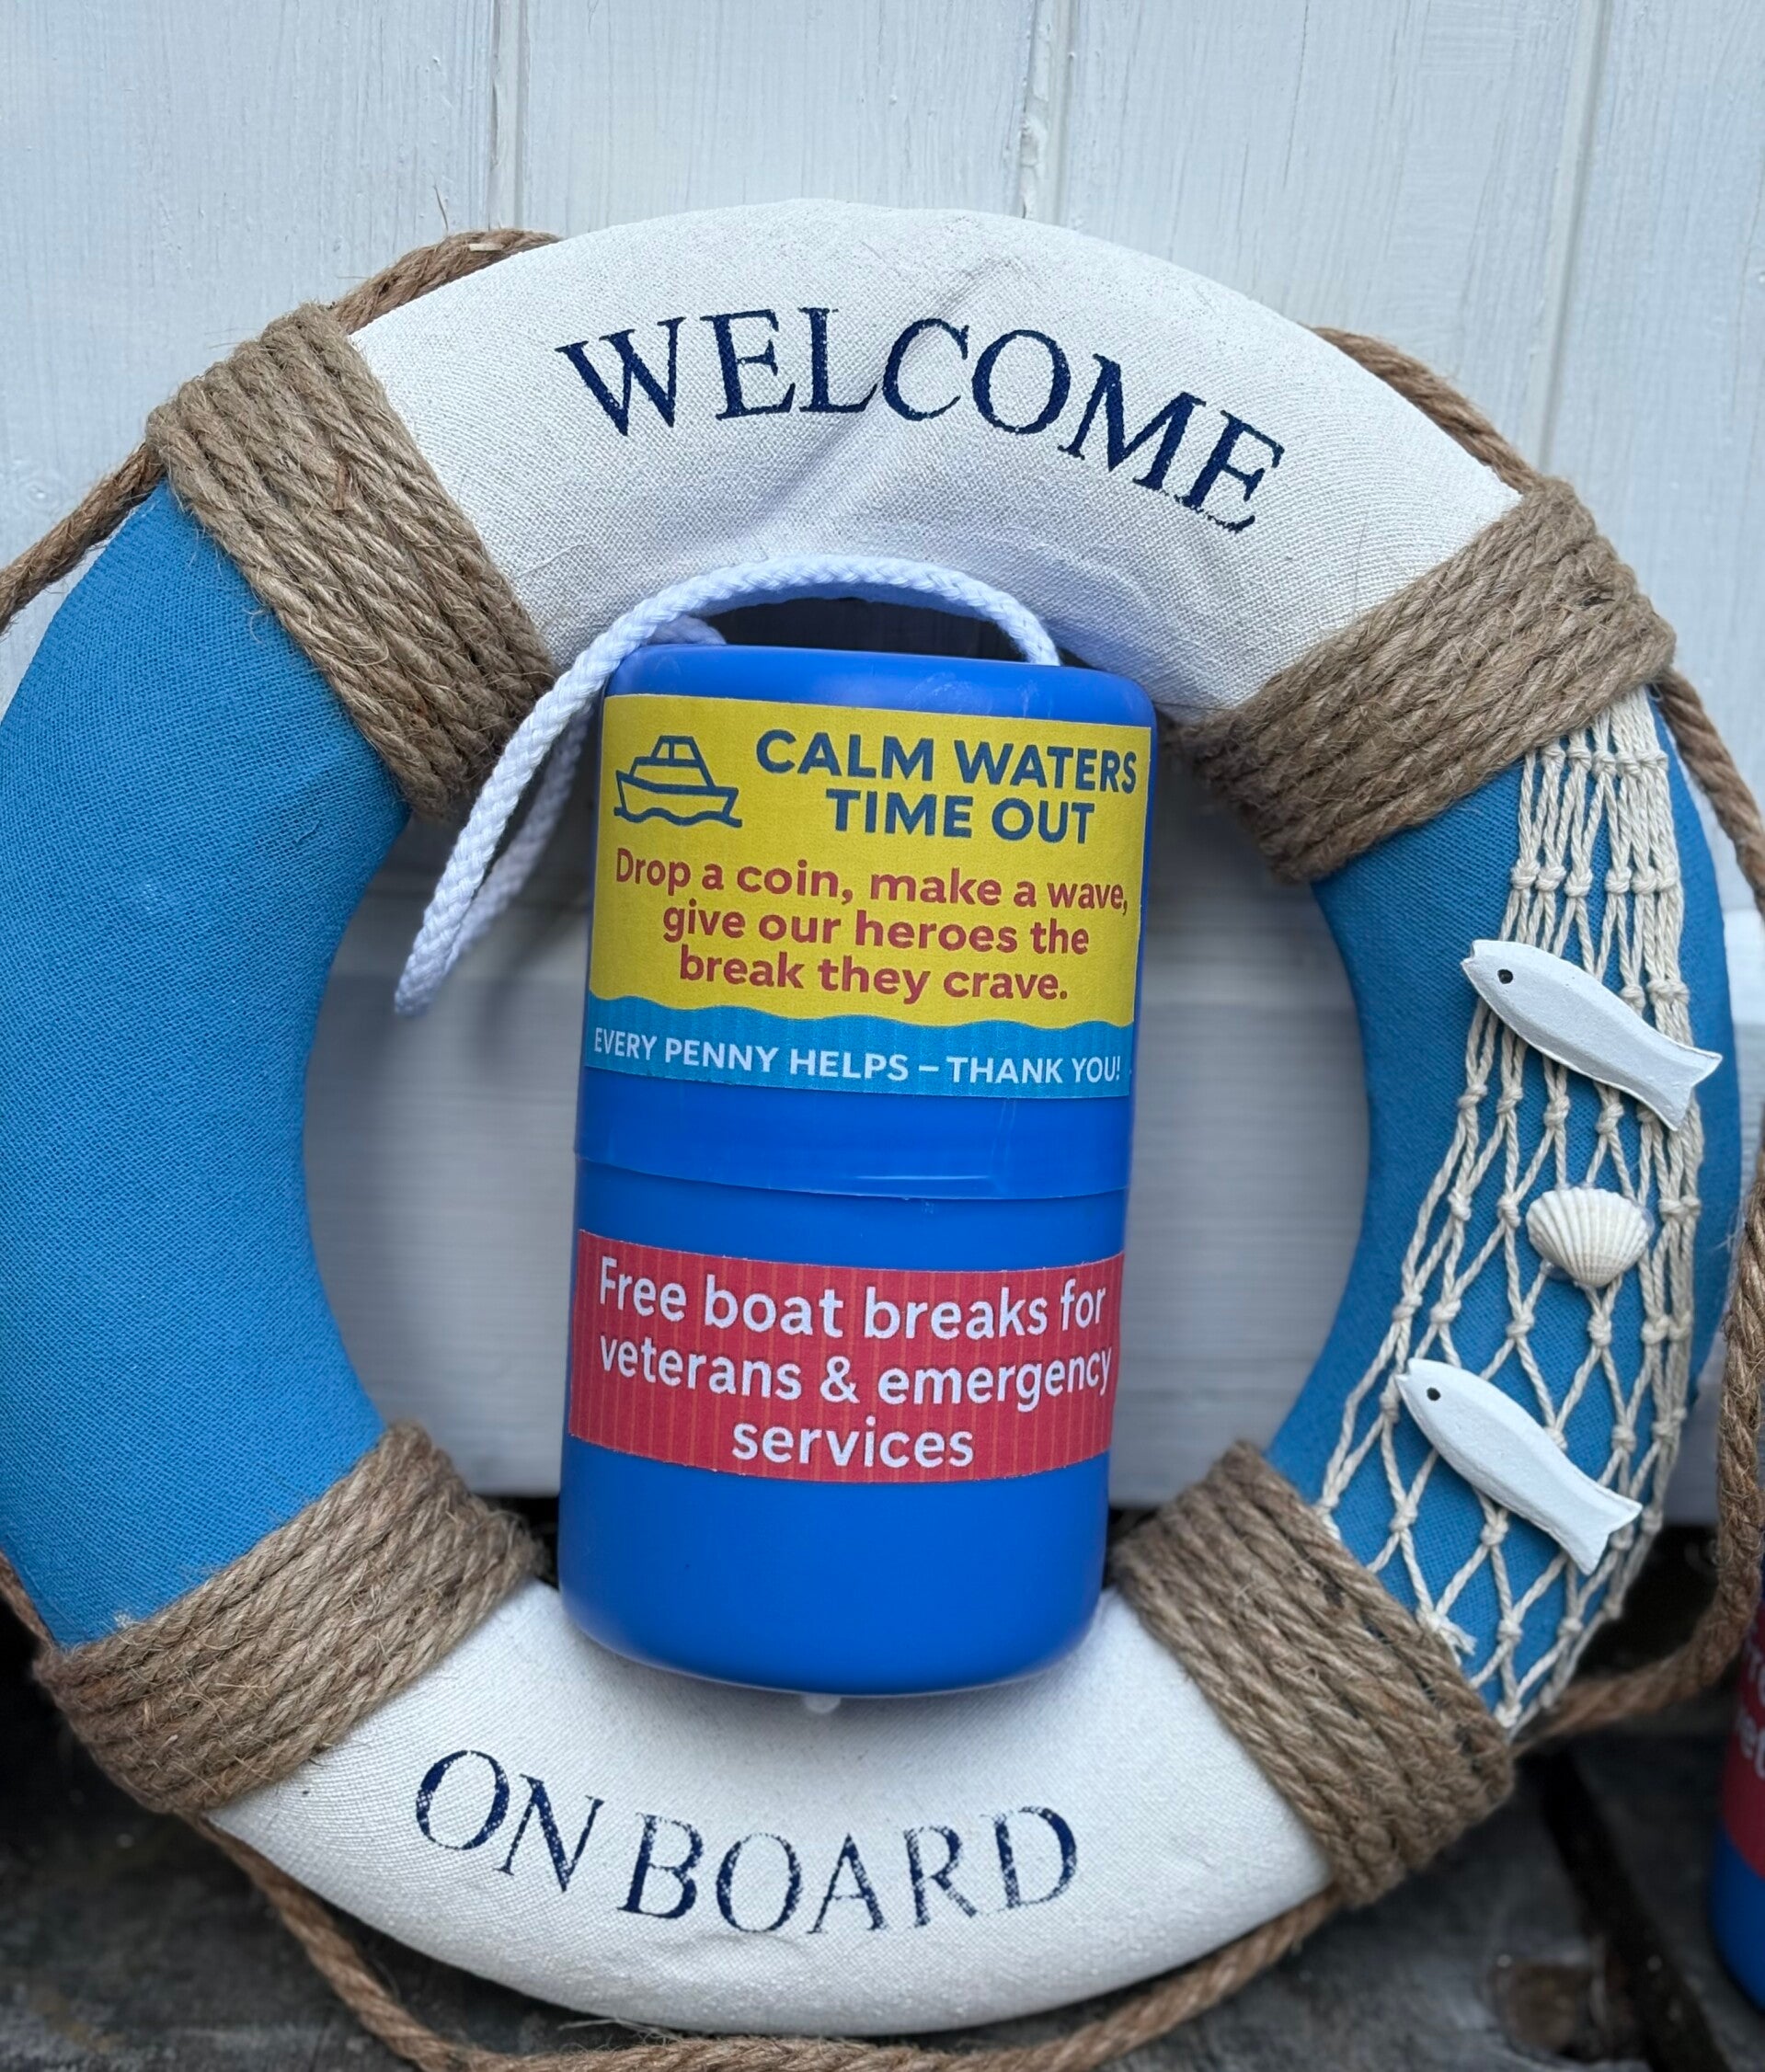 WELCOME
CALM WATERS
TIME OUT
Drop a coin, make a wave,
give our heroes the
break they crave.
EVERY PENNY HELPS – THANK YOU!
Free boat breaks for
veterans & emergency
services
ON BOARD